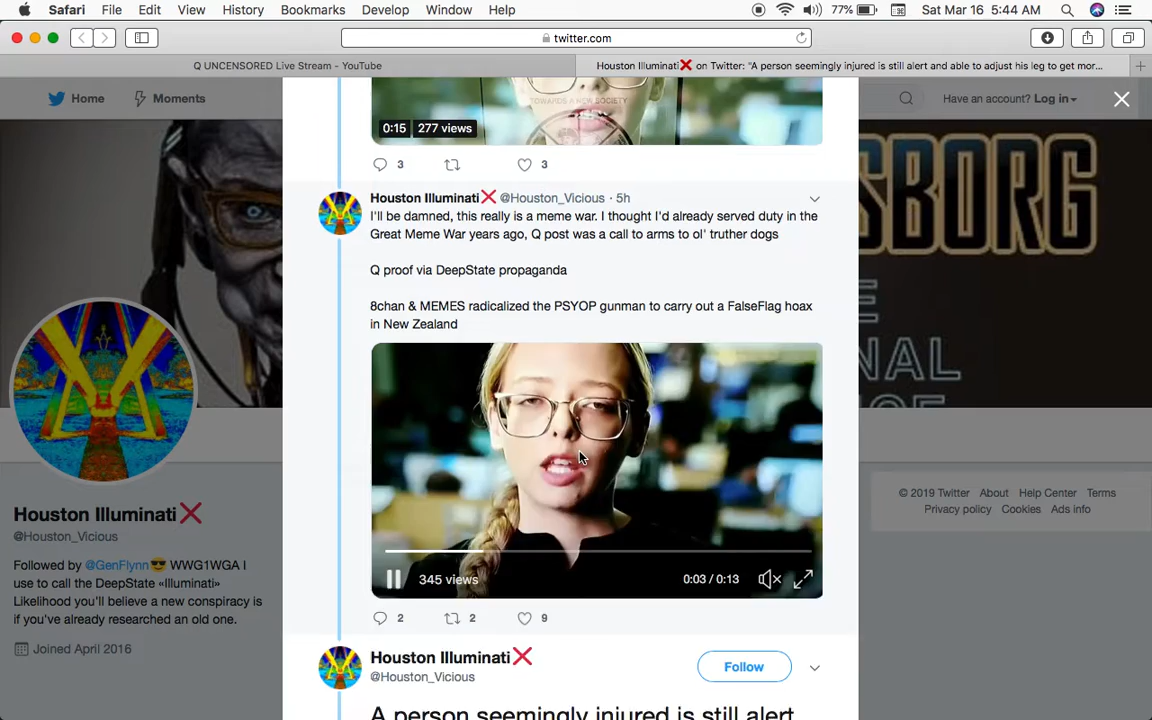 Safari File Edit View History Bookmarks Develop Window Help 77% Sat Mar 16 5:44 AM
twitter.com
Q UNCENSORED Live Stream - YouTube
Houston Illuminati❌ on Twitter: "A person seemingly injured is still alert and able to adjust his leg to get mor...
Home Moments
Have an account? Log in
TOWARDS A NEW SOCIETY
0:15 277 views
3 3
Houston Illuminati❌ @Houston_Vicious · 5h
I'll be damned, this really is a meme war. I thought I'd already served duty in the
Great Meme War years ago, Q post was a call to arms to ol' truther dogs
Q proof via DeepState propaganda
8chan & MEMES radicalized the PSYOP gunman to carry out a FalseFlag hoax
in New Zealand
345 views 0:03 / 0:13
2 2 9
Houston Illuminati❌
@Houston_Vicious
Follow
A person seemingly injured is still alert
SBORG
NAL
Houston Illuminati❌
@Houston_Vicious
Followed by @GenFlynn😎 WWG1WGA I
use to call the DeepState «Illuminati»
Likelihood you'll believe a new conspiracy is
if you've already researched an old one.
Joined April 2016
© 2019 Twitter About Help Center Terms
Privacy policy Cookies Ads info